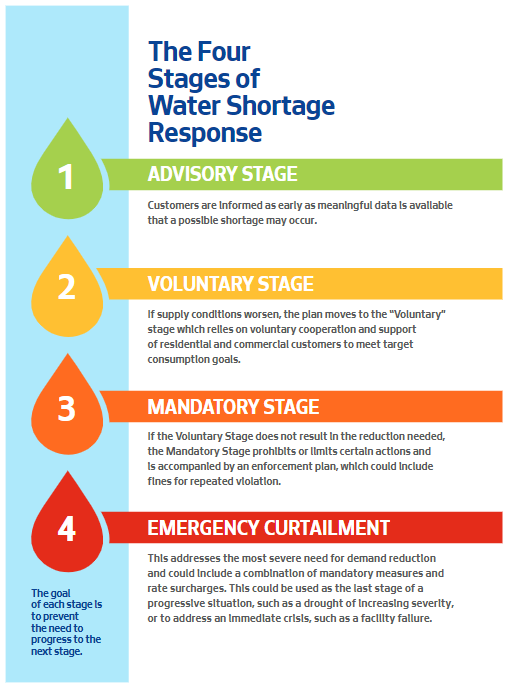 The Four
Stages of
Water Shortage
Response
1
ADVISORY STAGE
Customers are informed as early as meaningful data is available
that a possible shortage may occur.
2
VOLUNTARY STAGE
If supply conditions worsen, the plan moves to the “Voluntary”
stage which relies on voluntary cooperation and support
of residential and commercial customers to meet target
consumption goals.
3
MANDATORY STAGE
If the Voluntary Stage does not result in the reduction needed,
the Mandatory Stage prohibits or limits certain actions and
is accompanied by an enforcement plan, which could include
fines for repeated violation.
4
EMERGENCY CURTAILMENT
This addresses the most severe need for demand reduction
and could include a combination of mandatory measures and
rate surcharges. This could be used as the last stage of a
progressive situation, such as a drought of increasing severity,
or to address an immediate crisis, such as a facility failure.
The goal
of each stage is
to prevent
the need to
progress to the
next stage.